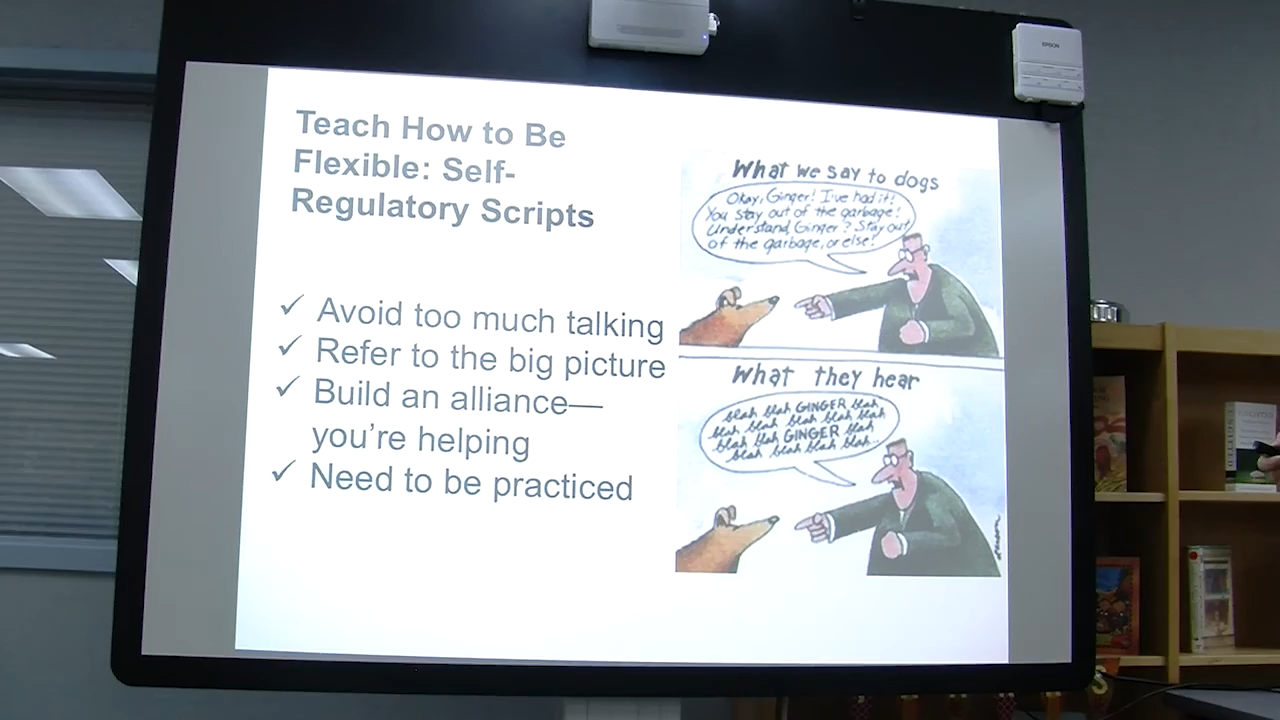 EPSON
Teach How to Be
Flexible: Self-
Regulatory Scripts
✓ Avoid too much talking
✓ Refer to the big picture
✓ Build an alliance—
you're helping
✓ Need to be practiced
What we say to dogs
Okay, Ginger! I've had it!
You stay out of the garbage!
Understand, Ginger? Stay out
of the garbage, or else!
What they hear
blah blah GINGER blah
blah blah blah blah blah
blah blah GINGER blah
blah blah blah blah...